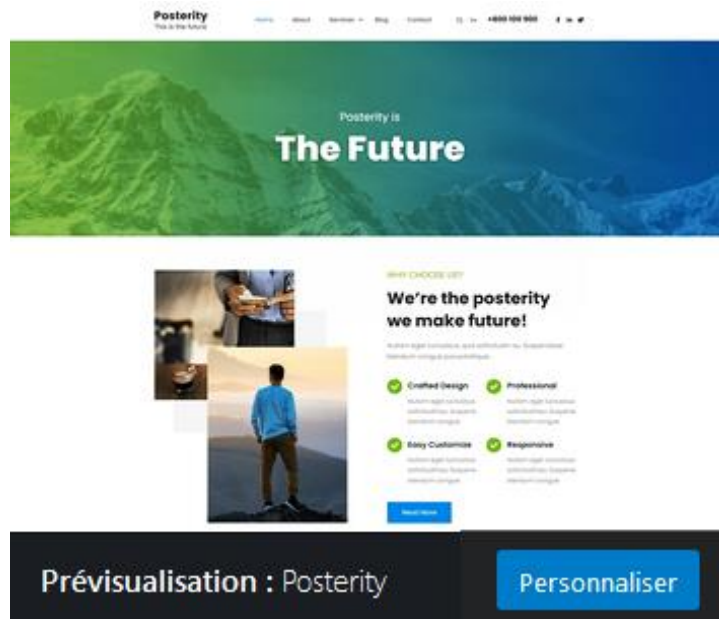 Posterity
This is the future
Home About Services Blog Contact +600 100 900
Posterity is
The Future
WHY CHOOSE US?
We're the posterity
we make future!
Crafted Design Professional
Easy Customize Responsive
Read More
Prévisualisation : Posterity Personnaliser